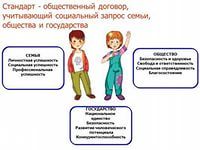 Стандарт - общественный договор,
учитывающий социальный запрос семьи,
общества и государства
СЕМЬЯ
Личностная успешность
Социальная успешность
Профессиональная
успешность
ОБЩЕСТВО
Безопасность и здоровье
Свобода и ответственность
Социальная справедливость
Благосостояние
ГОСУДАРСТВО
Национальное
единство
Безопасность
Развитие человеческого
потенциала
Конкурентоспособность